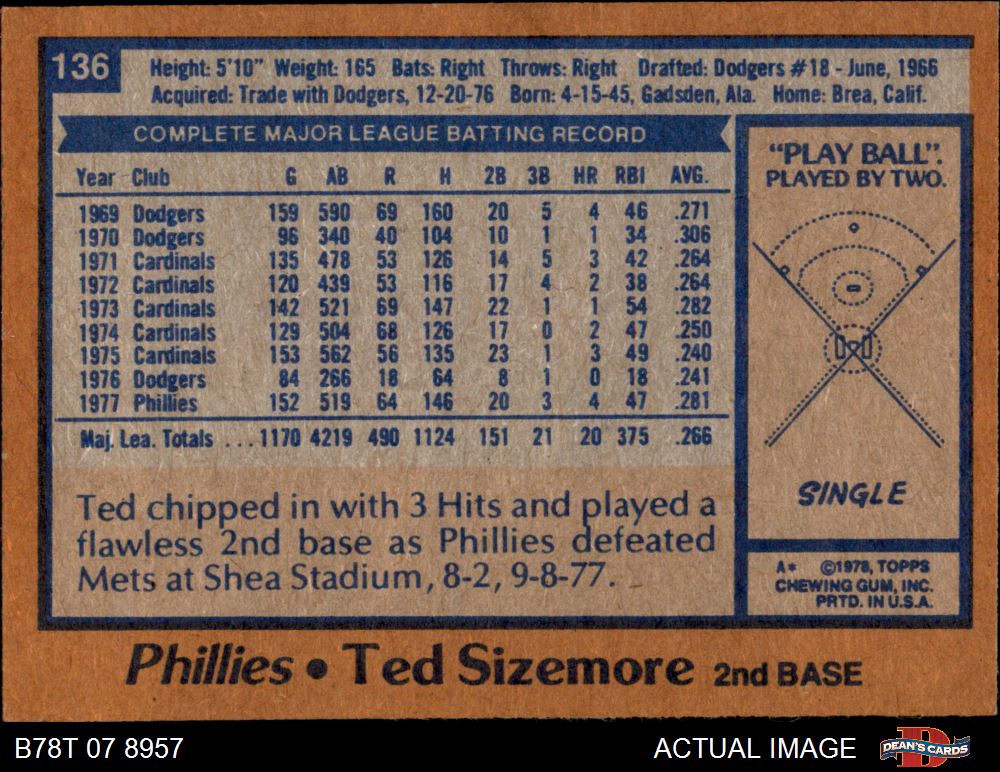 136
Height: 5'10" Weight: 165 Bats: Right Throws: Right Drafted: Dodgers #18 - June, 1966
Acquired: Trade with Dodgers, 12-20-76 Born: 4-15-45, Gadsden, Ala. Home: Brea, Calif.
COMPLETE MAJOR LEAGUE BATTING RECORD
Year Club G AB R H 2B 3B HR RBI AVG.
1969 Dodgers 159 590 69 160 20 5 4 46 .271
1970 Dodgers 96 340 40 104 10 1 1 34 .306
1971 Cardinals 135 478 53 126 14 5 3 42 .264
1972 Cardinals 120 439 53 116 17 4 2 38 .264
1973 Cardinals 142 521 69 147 22 1 1 54 .282
1974 Cardinals 129 504 68 126 17 0 2 47 .250
1975 Cardinals 153 562 56 135 23 1 3 49 .240
1976 Dodgers 84 266 18 64 8 1 0 18 .241
1977 Phillies 152 519 64 146 20 3 4 47 .281
Maj. Lea. Totals ... 1170 4219 490 1124 151 21 20 375 .266
Ted chipped in with 3 Hits and played a
flawless 2nd base as Phillies defeated
Mets at Shea Stadium, 8-2, 9-8-77.
"PLAY BALL".
PLAYED BY TWO.
SINGLE
A* ©1978, TOPPS
CHEWING GUM, INC.
PRTD. IN U.S.A.
Phillies • Ted Sizemore 2nd BASE
B78T 07 8957
ACTUAL IMAGE
D
DEAN'S CARDS